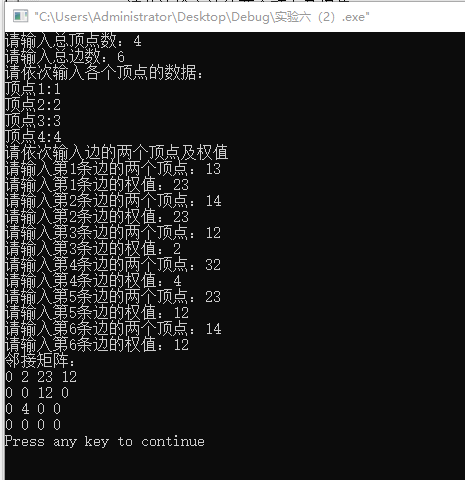 "C:\Users\Administrator\Desktop\Debug\实验六（2）.exe"
请输入总顶点数：4
请输入总边数：6
请依次输入各个顶点的数据：
顶点1:1
顶点2:2
顶点3:3
顶点4:4
请依次输入边的两个顶点及权值
请输入第1条边的两个顶点：13
请输入第1条边的权值：23
请输入第2条边的两个顶点：14
请输入第2条边的权值：23
请输入第3条边的两个顶点：12
请输入第3条边的权值：2
请输入第4条边的两个顶点：32
请输入第4条边的权值：4
请输入第5条边的两个顶点：23
请输入第5条边的权值：12
请输入第6条边的两个顶点：14
请输入第6条边的权值：12
邻接矩阵：
0 2 23 12
0 0 12 0
0 4 0 0
0 0 0 0
Press any key to continue